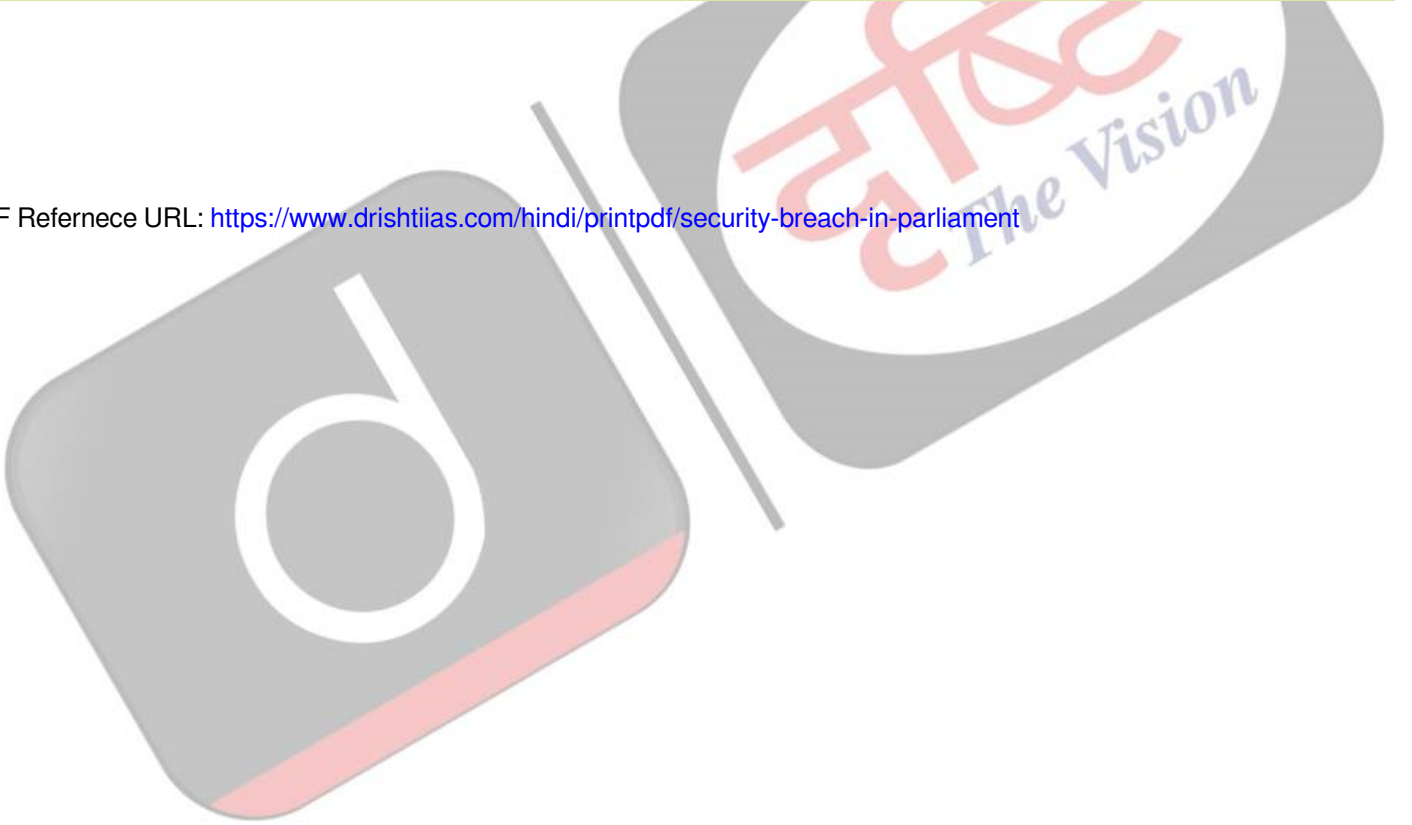 दृष्टि
The Vision
F Refernece URL: https://www.drishtiias.com/hindi/printpdf/security-breach-in-parliament
d